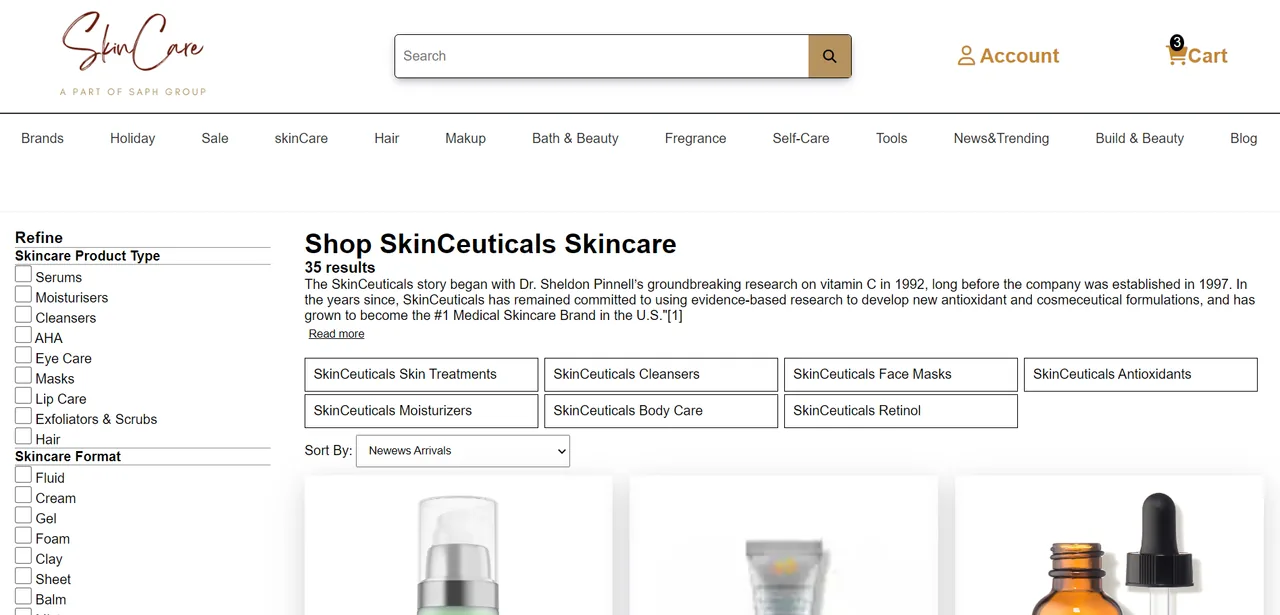 SkinCare
A PART OF SAPH GROUP
Search
Account
3
Cart
Brands Holiday Sale skinCare Hair Makup Bath & Beauty Fregrance Self-Care Tools News&Trending Build & Beauty Blog
Refine
Skincare Product Type
Serums
Moisturisers
Cleansers
AHA
Eye Care
Masks
Lip Care
Exfoliators & Scrubs
Hair
Skincare Format
Fluid
Cream
Gel
Foam
Clay
Sheet
Balm
Shop SkinCeuticals Skincare
35 results
The SkinCeuticals story began with Dr. Sheldon Pinnell's groundbreaking research on vitamin C in 1992, long before the company was established in 1997. In
the years since, SkinCeuticals has remained committed to using evidence-based research to develop new antioxidant and cosmeceutical formulations, and has
grown to become the #1 Medical Skincare Brand in the U.S."[1]
Read more
SkinCeuticals Skin Treatments
SkinCeuticals Cleansers
SkinCeuticals Face Masks
SkinCeuticals Antioxidants
SkinCeuticals Moisturizers
SkinCeuticals Body Care
SkinCeuticals Retinol
Sort By: Newews Arrivals